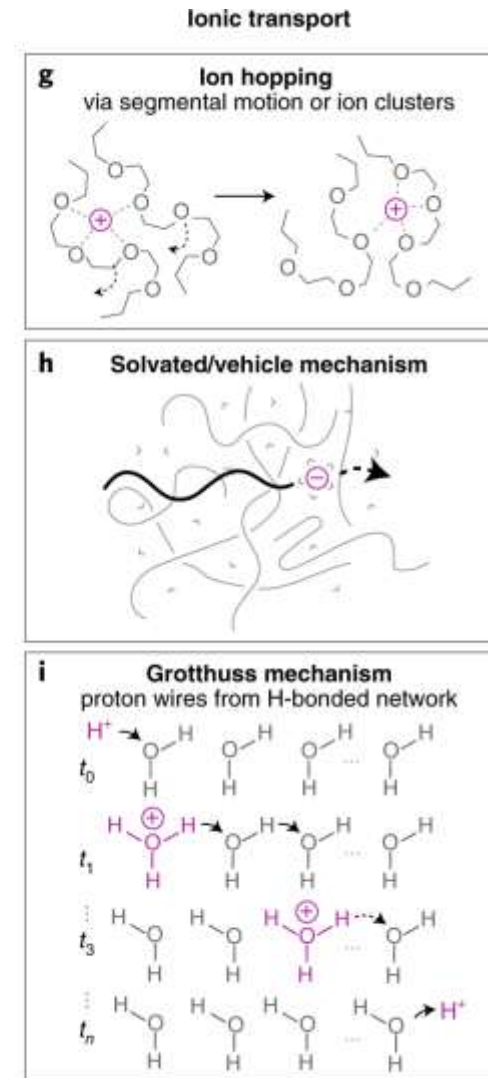 Ionic transport
g Ion hopping
via segmental motion or ion clusters
O O O O O O
+
O O O O O O
+
h Solvated/vehicle mechanism
−
i Grotthuss mechanism
proton wires from H-bonded network
H⁺ H H H H
t₀ O O O ... O
H H H H
+
H H H H H
t₁ O O O ... O
H H H H
⋮ +
H H H H H
t₃ O O O ... O
H H H H
⋮
H H H H H⁺
tₙ O O O ... O
H H H H